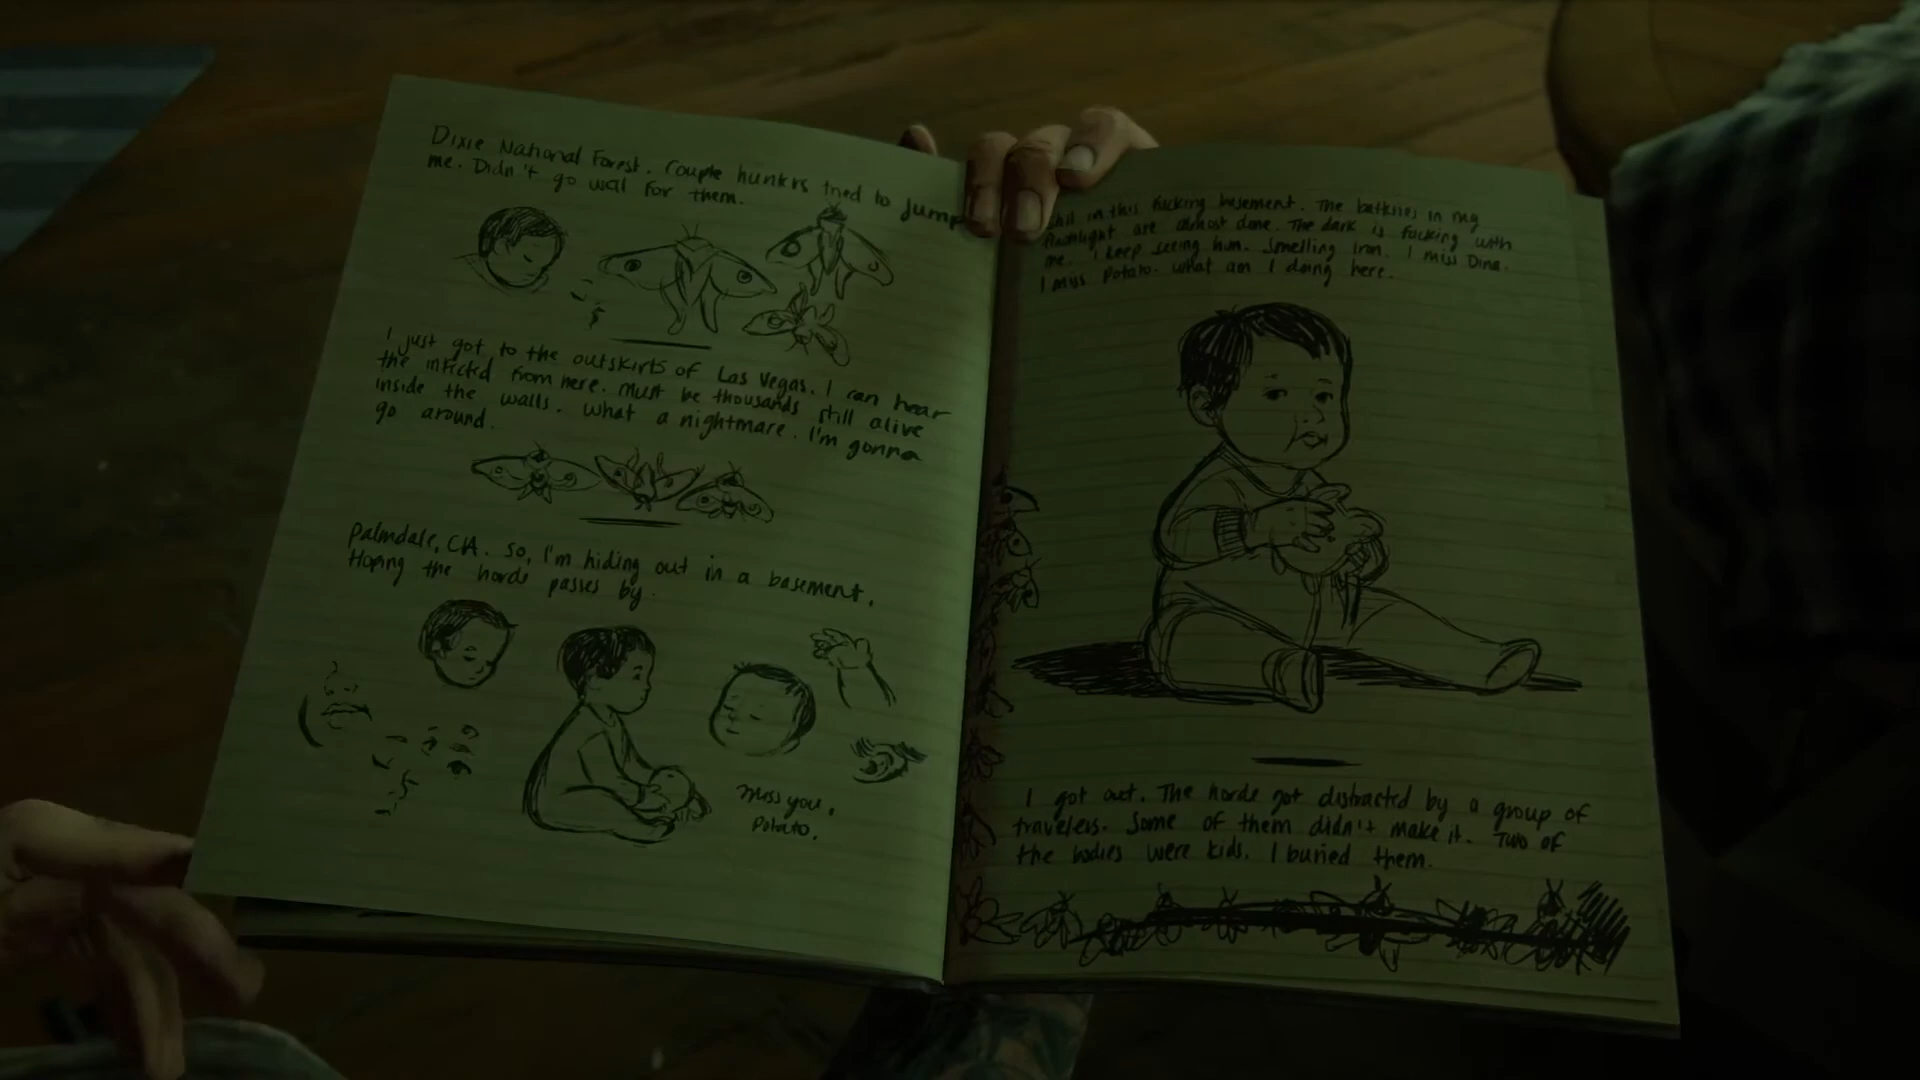 Dixie National Forest. Couple hunters tried to jump
me. Didn't go well for them.
I just got to the outskirts of Las Vegas. I can hear
the infected from here. Must be thousands still alive
inside the walls. What a nightmare. I'm gonna
go around.
Palmdale, CA. So, I'm hiding out in a basement.
Hoping the horde passes by.
Miss you,
Potato.
Still in this fucking basement. The batteries in my
flashlight are almost done. The dark is fucking with
me. I keep seeing him. Smelling iron. I miss Dina.
I miss Potato. What am I doing here.
I got out. The horde got distracted by a group of
travelers. Some of them didn't make it. Two of
the bodies were kids. I buried them.